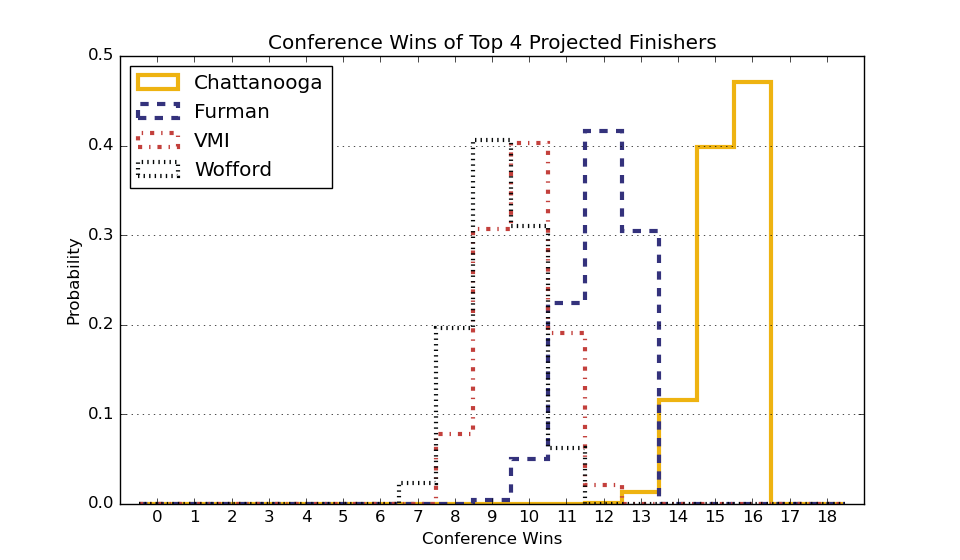 Conference Wins of Top 4 Projected Finishers
0.5
0.4
0.3
0.2
0.1
0.0
Probability
Chattanooga
Furman
VMI
Wofford
0 1 2 3 4 5 6 7 8 9 10 11 12 13 14 15 16 17 18
Conference Wins